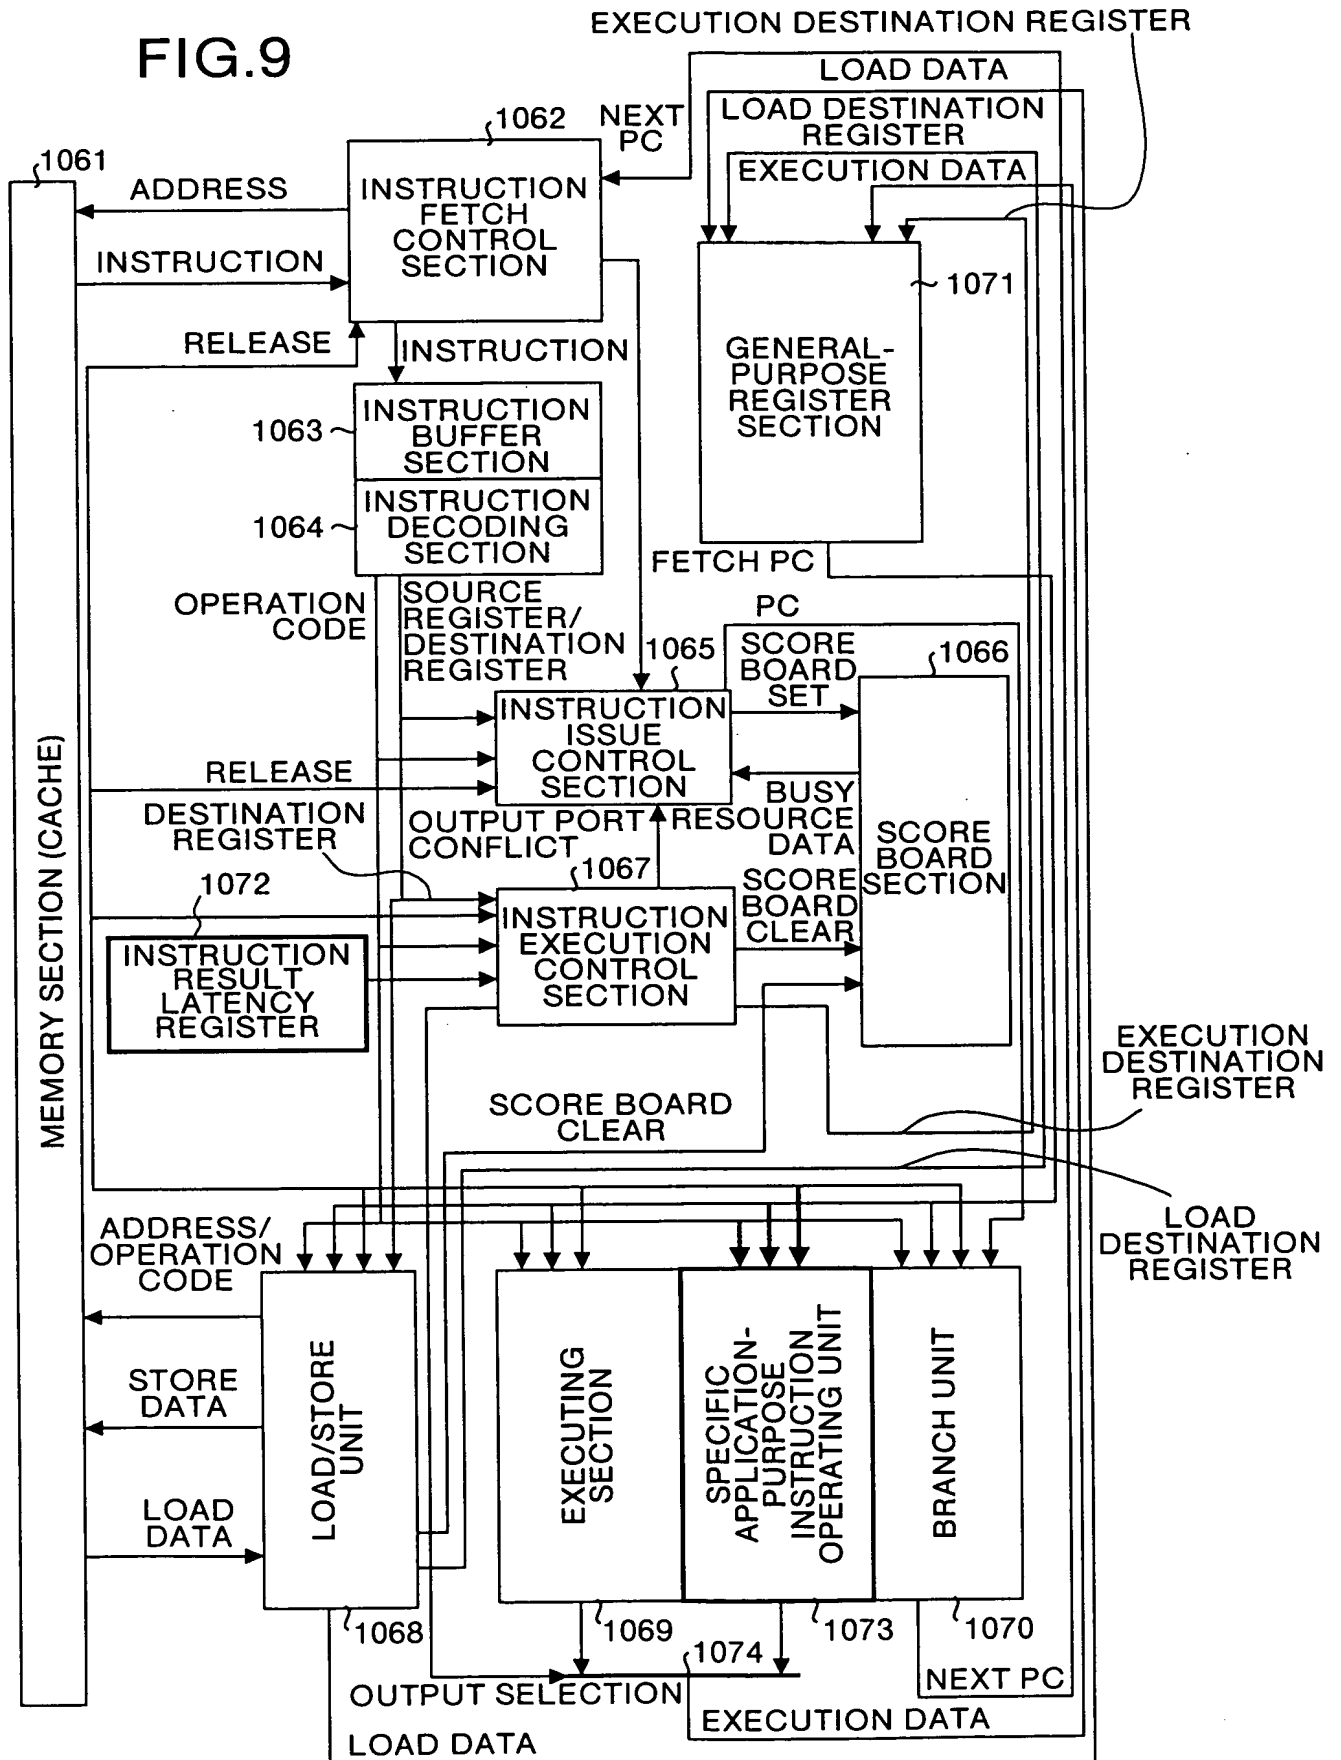 FIG.9
EXECUTION DESTINATION REGISTER
LOAD DATA
1062
NEXT
PC
LOAD DESTINATION
REGISTER
EXECUTION DATA
1061
ADDRESS
INSTRUCTION
FETCH
CONTROL
SECTION
INSTRUCTION
1071
RELEASE
INSTRUCTION
GENERAL-
PURPOSE
REGISTER
SECTION
1063
INSTRUCTION
BUFFER
SECTION
1064
INSTRUCTION
DECODING
SECTION
FETCH PC
OPERATION
CODE
SOURCE
REGISTER/
DESTINATION
REGISTER
PC
1065
SCORE
BOARD
SET
1066
INSTRUCTION
ISSUE
CONTROL
SECTION
RELEASE
BUSY
RESOURCE
DATA
DESTINATION
REGISTER
OUTPUT PORT
CONFLICT
SCORE
BOARD
SECTION
1067
1072
SCORE
BOARD
CLEAR
INSTRUCTION
EXECUTION
CONTROL
SECTION
INSTRUCTION
RESULT
LATENCY
REGISTER
MEMORY SECTION (CACHE)
EXECUTION
DESTINATION
REGISTER
SCORE BOARD
CLEAR
LOAD
DESTINATION
REGISTER
ADDRESS/
OPERATION
CODE
STORE
DATA
LOAD
DATA
LOAD/STORE
UNIT
EXECUTING
SECTION
SPECIFIC
APPLICATION-
PURPOSE
INSTRUCTION
OPERATING UNIT
BRANCH UNIT
1068
1069
1073
1070
1074
NEXT PC
OUTPUT SELECTION
EXECUTION DATA
LOAD DATA